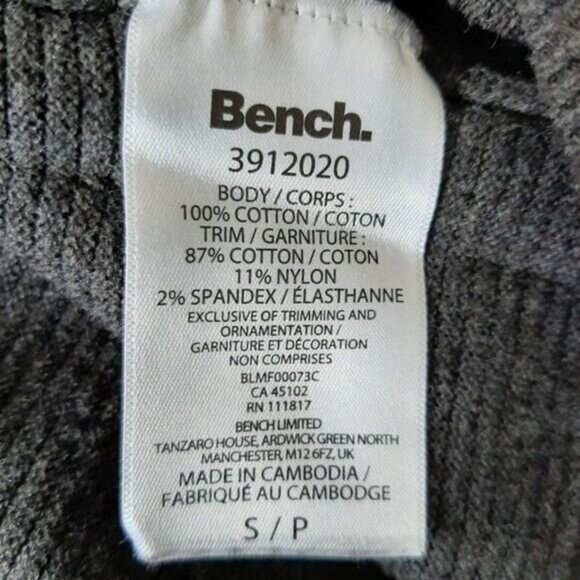 Bench.
3912020
BODY / CORPS :
100% COTTON / COTON
TRIM / GARNITURE :
87% COTTON / COTON
11% NYLON
2% SPANDEX / ÉLASTHANNE
EXCLUSIVE OF TRIMMING AND
ORNAMENTATION /
GARNITURE ET DÉCORATION
NON COMPRISES
BLMF00073C
CA 45102
RN 111817
BENCH LIMITED
TANZARO HOUSE, ARDWICK GREEN NORTH
MANCHESTER, M12 6FZ, UK
MADE IN CAMBODIA /
FABRIQUÉ AU CAMBODGE
S / P